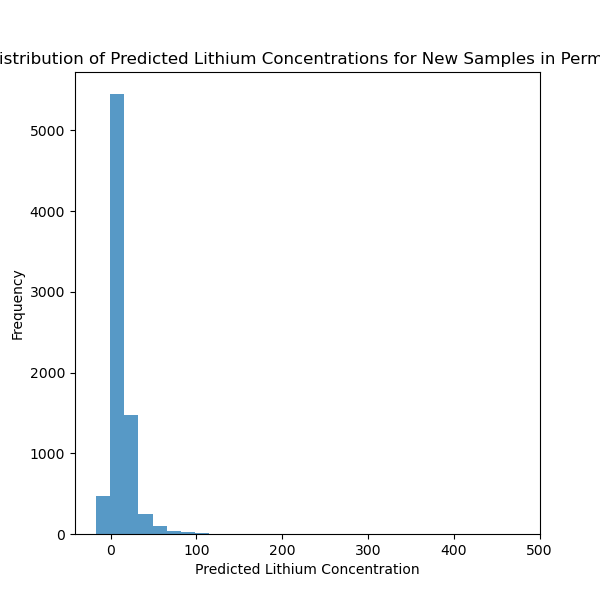 istribution of Predicted Lithium Concentrations for New Samples in Perm
5000
4000
3000
2000
1000
0
Frequency
0 100 200 300 400 500
Predicted Lithium Concentration